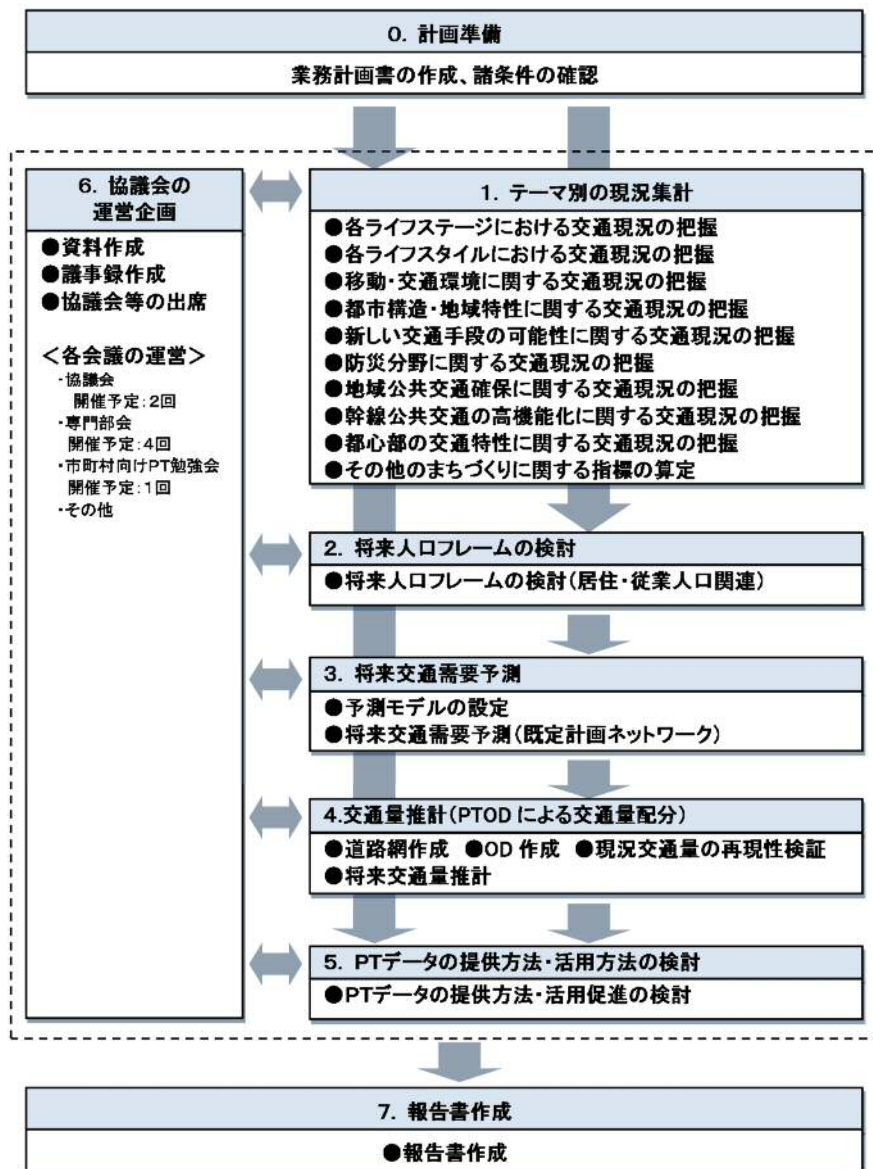 0. 計画準備
業務計画書の作成、諸条件の確認
6. 協議会の
運営企画
●資料作成
●議事録作成
●協議会等の出席
＜各会議の運営＞
・協議会
開催予定:2回
・専門部会
開催予定:4回
・市町村向けPT勉強会
開催予定:1回
・その他
1. テーマ別の現況集計
●各ライフステージにおける交通現況の把握
●各ライフスタイルにおける交通現況の把握
●移動・交通環境に関する交通現況の把握
●都市構造・地域特性に関する交通現況の把握
●新しい交通手段の可能性に関する交通現況の把握
●防災分野に関する交通現況の把握
●地域公共交通確保に関する交通現況の把握
●幹線公共交通の高機能化に関する交通現況の把握
●都心部の交通特性に関する交通現況の把握
●その他のまちづくりに関する指標の算定
2. 将来人口フレームの検討
●将来人口フレームの検討(居住・従業人口関連)
3. 将来交通需要予測
●予測モデルの設定
●将来交通需要予測(既定計画ネットワーク)
4.交通量推計(PTOD による交通量配分)
●道路網作成 ●OD 作成 ●現況交通量の再現性検証
●将来交通量推計
5. PTデータの提供方法・活用方法の検討
●PTデータの提供方法・活用促進の検討
7. 報告書作成
●報告書作成